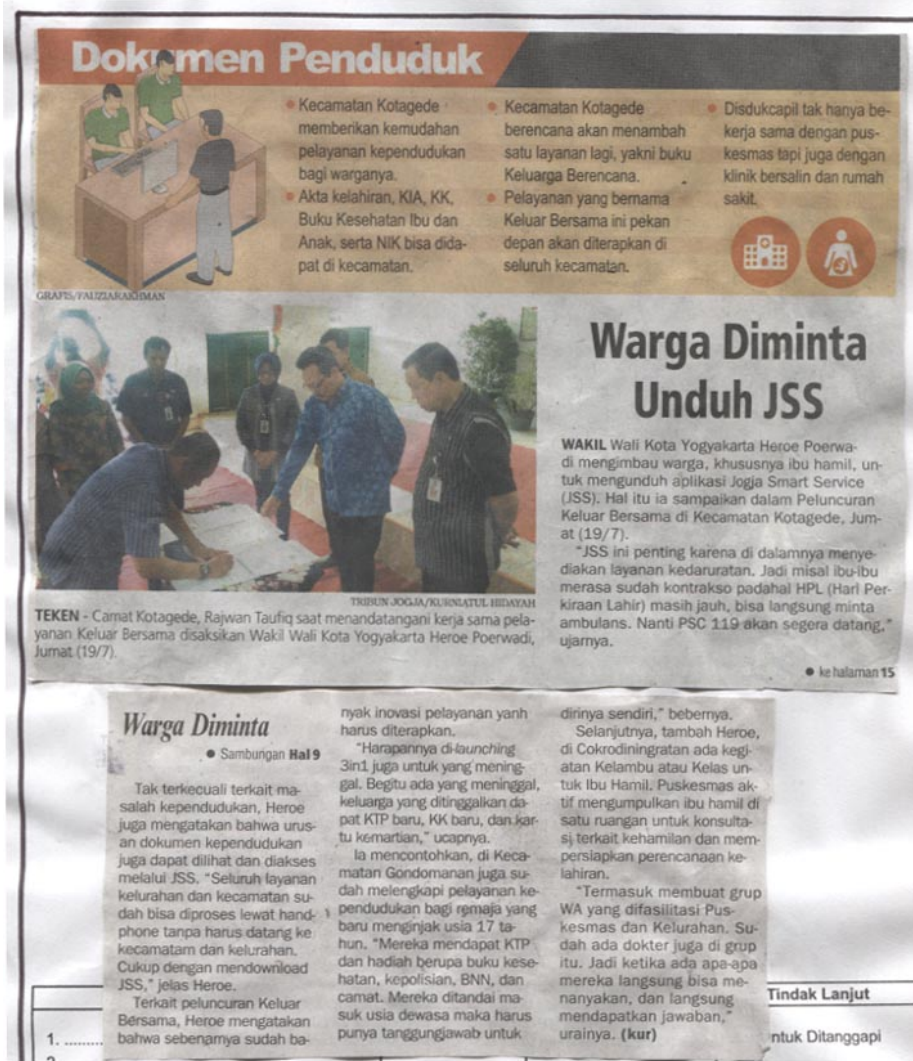 Dokumen Penduduk
• Kecamatan Kotagede
memberikan kemudahan
pelayanan kependudukan
bagi warganya.
• Akta kelahiran, KIA, KK,
Buku Kesehatan Ibu dan
Anak, serta NIK bisa dida-
pat di kecamatan.
• Kecamatan Kotagede
berencana akan menambah
satu layanan lagi, yakni buku
Keluarga Berencana.
• Pelayanan yang bernama
Keluar Bersama ini pekan
depan akan diterapkan di
seluruh kecamatan.
• Disdukcapil tak hanya be-
kerja sama dengan pus-
kesmas tapi juga dengan
klinik bersalin dan rumah
sakit.
GRAFIS/FAUZIARAKHMAN
TRIBUN JOGJA/KURNIATUL HIDAYAH
TEKEN - Camat Kotagede, Rajwan Taufiq saat menandatangani kerja sama pela-
yanan Keluar Bersama disaksikan Wakil Wali Kota Yogyakarta Heroe Poerwadi,
Jumat (19/7).
Warga Diminta
Unduh JSS
WAKIL Wali Kota Yogyakarta Heroe Poerwa-
di mengimbau warga, khususnya ibu hamil, un-
tuk mengunduh aplikasi Jogja Smart Service
(JSS). Hal itu ia sampaikan dalam Peluncuran
Keluar Bersama di Kecamatan Kotagede, Jum-
at (19/7).
"JSS ini penting karena di dalamnya menye-
diakan layanan kedaruratan. Jadi misal ibu-ibu
merasa sudah kontrakso padahal HPL (Hari Per-
kiraan Lahir) masih jauh, bisa langsung minta
ambulans. Nanti PSC 119 akan segera datang,"
ujarnya.
• ke halaman 15
Warga Diminta
• Sambungan Hal 9
Tak terkecuali terkait ma-
salah kependudukan, Heroe
juga mengatakan bahwa urus-
an dokumen kependudukan
juga dapat dilihat dan diakses
melalui JSS. "Seluruh layanan
kelurahan dan kecamatan su-
dah bisa diproses lewat hand-
phone tanpa harus datang ke
kecamatam dan kelurahan.
Cukup dengan mendownload
JSS," jelas Heroe.
Terkait peluncuran Keluar
Bersama, Heroe mengatakan
bahwa sebenarnya sudah ba-
nyak inovasi pelayanan yanh
harus diterapkan.
"Harapannya di-launching
3in1 juga untuk yang mening-
gal. Begitu ada yang meninggal,
keluarga yang ditinggalkan da-
pat KTP baru, KK baru, dan kar-
tu kemartian," ucapnya.
Ia mencontohkan, di Keca-
matan Gondomanan juga su-
dah melengkapi pelayanan ke-
pendudukan bagi remaja yang
baru menginjak usia 17 ta-
hun. "Mereka mendapat KTP
dan hadiah berupa buku kese-
hatan, kepolisian, BNN, dan
camat. Mereka ditandai ma-
suk usia dewasa maka harus
punya tanggungjawab untuk
dirinya sendiri," bebernya.
Selanjutnya, tambah Heroe,
di Cokrodiningratan ada kegi-
atan Kelambu atau Kelas un-
tuk Ibu Hamil. Puskesmas ak-
tif mengumpulkan ibu hamil di
satu ruangan untuk konsulta-
si terkait kehamilan dan mem-
persiapkan perencanaan ke-
lahiran.
"Termasuk membuat grup
WA yang difasilitasi Pus-
kesmas dan Kelurahan. Su-
dah ada dokter juga di grup
itu. Jadi ketika ada apa-apa
mereka langsung bisa me-
nanyakan, dan langsung
mendapatkan jawaban,"
urainya. (kur)
Tindak Lanjut
1. ..........
ntuk Ditanggapi